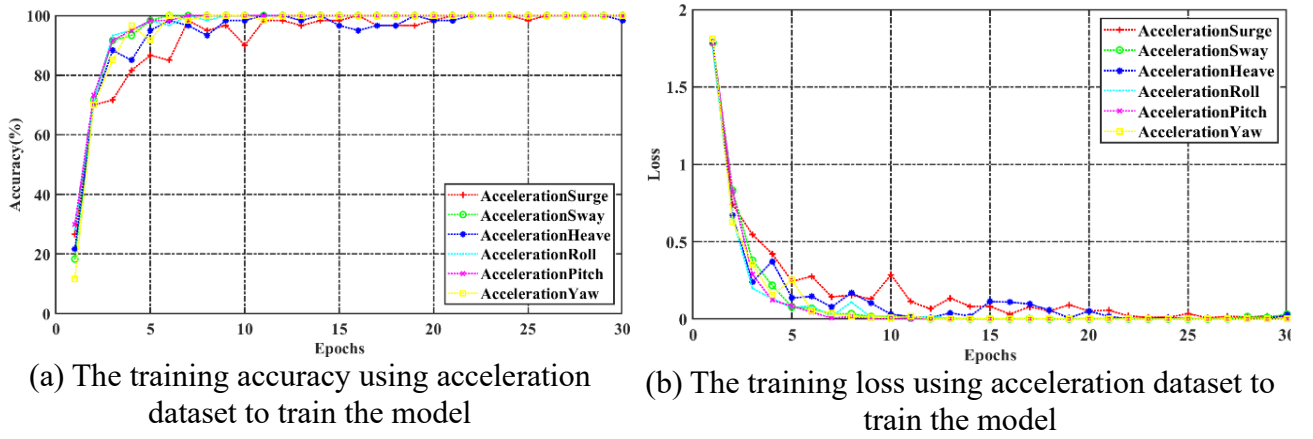 100
80
60
40
20
0
Accuracy(%)
AccelerationSurge
AccelerationSway
AccelerationHeave
AccelerationRoll
AccelerationPitch
AccelerationYaw
0 5 10 15 20 25 30
Epochs
(a) The training accuracy using acceleration
dataset to train the model
2
1.5
1
0.5
0
Loss
AccelerationSurge
AccelerationSway
AccelerationHeave
AccelerationRoll
AccelerationPitch
AccelerationYaw
0 5 10 15 20 25 30
Epochs
(b) The training loss using acceleration dataset to
train the model